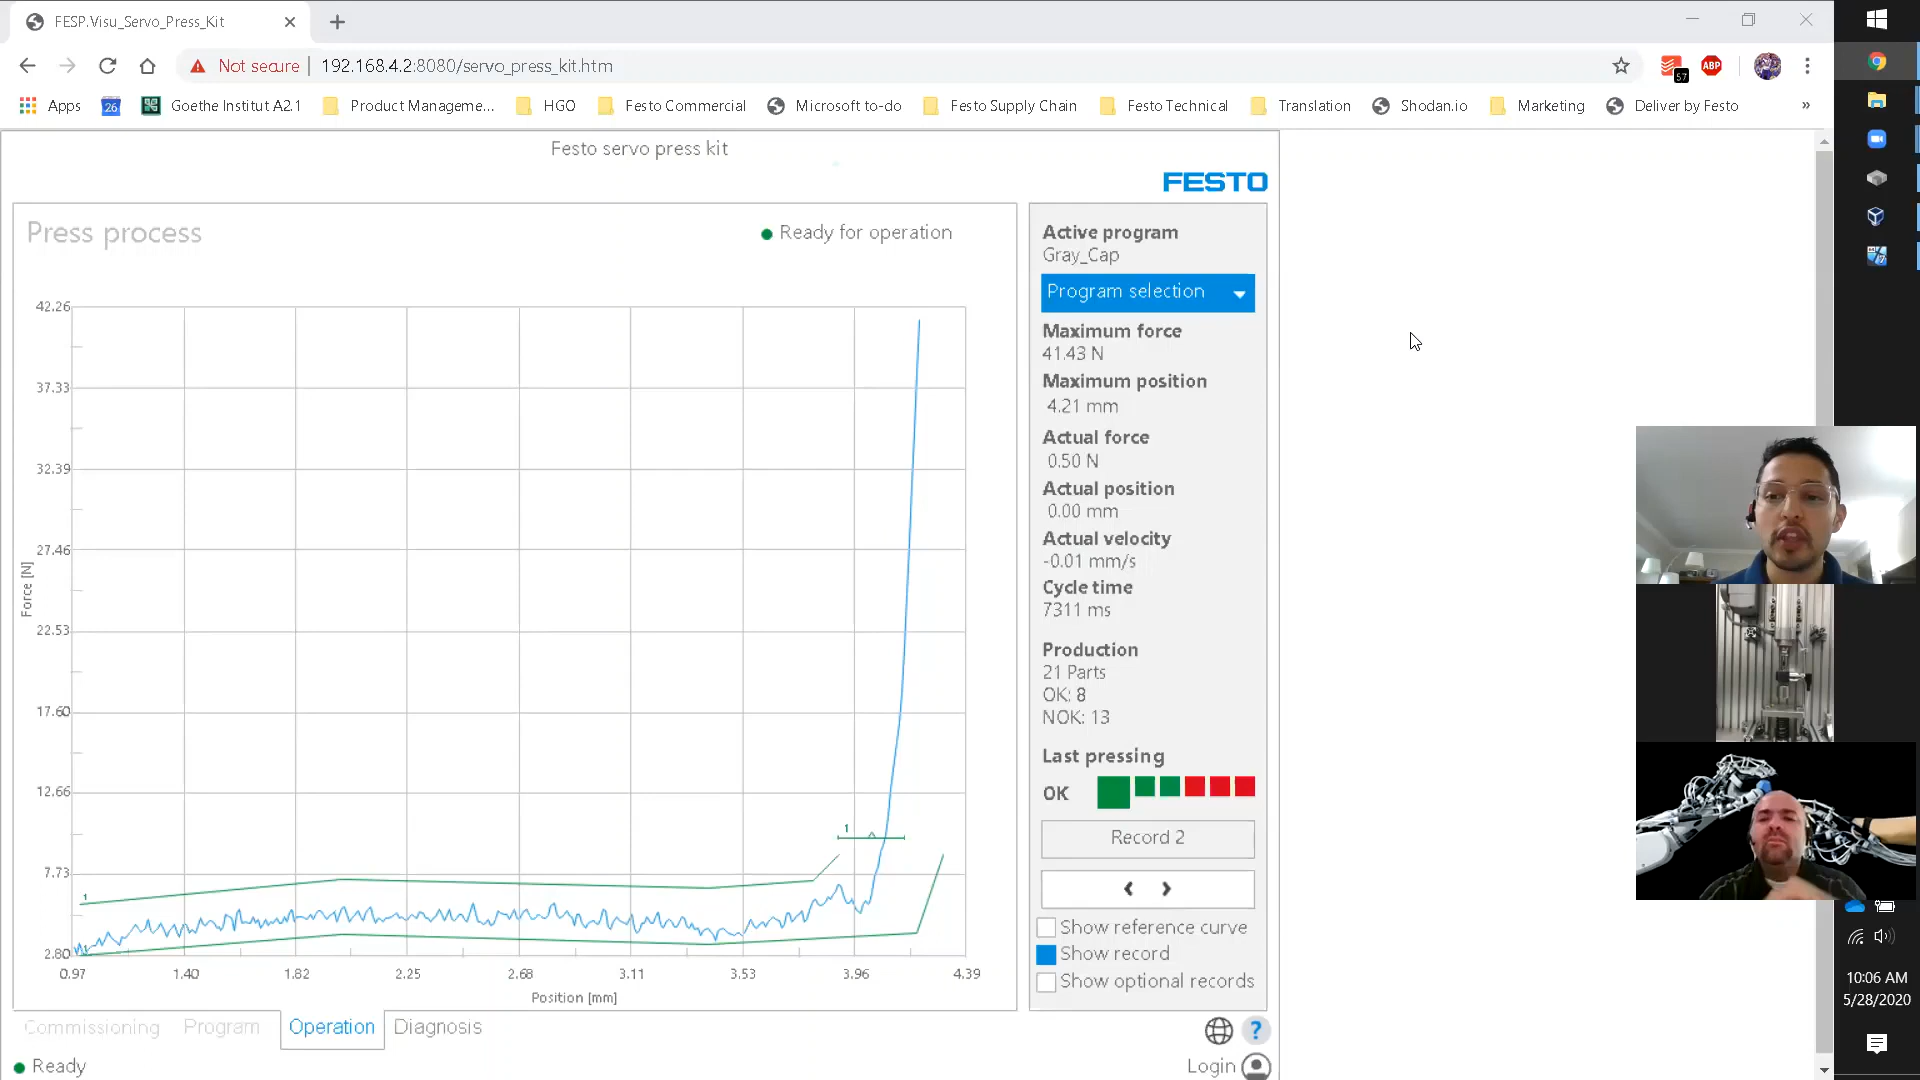 FESP.Visu_Servo_Press_Kit
Not secure | 192.168.4.2:8080/servo_press_kit.htm
57
ABP
Apps
26
Goethe Institut A2.1
Product Manageme...
HGO
Festo Commercial
Microsoft to-do
Festo Supply Chain
Festo Technical
Translation
Shodan.io
Marketing
Deliver by Festo
»
Festo servo press kit
FESTO
Press process
Ready for operation
42.26
37.33
32.39
27.46
22.53
17.60
12.66
7.73
2.80
Force [N]
1
1
1
0.97
1.40
1.82
2.25
2.68
3.11
3.53
3.96
4.39
Position [mm]
Active program
Gray_Cap
Program selection
Maximum force
41.43 N
Maximum position
4.21 mm
Actual force
0.50 N
Actual position
0.00 mm
Actual velocity
-0.01 mm/s
Cycle time
7311 ms
Production
21 Parts
OK: 8
NOK: 13
Last pressing
OK
Record 2
Show reference curve
Show record
Show optional records
Commissioning
Program
Operation
Diagnosis
?
Ready
Login
10:06 AM
5/28/2020